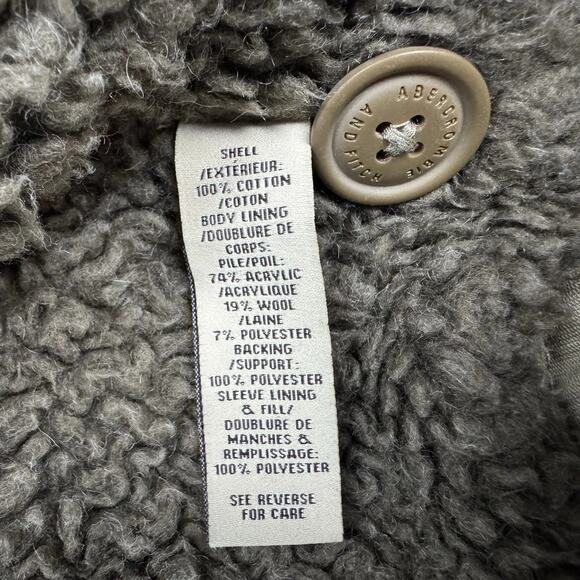 ABERCROMBIE
AND FITCH
SHELL
/EXTÉRIEUR:
100% COTTON
/COTON
BODY LINING
/DOUBLURE DE
CORPS:
PILE/POIL:
74% ACRYLIC
/ACRYLIQUE
19% WOOL
/LAINE
7% POLYESTER
BACKING
/SUPPORT:
100% POLYESTER
SLEEVE LINING
& FILL/
DOUBLURE DE
MANCHES &
REMPLISSAGE:
100% POLYESTER
SEE REVERSE
FOR CARE